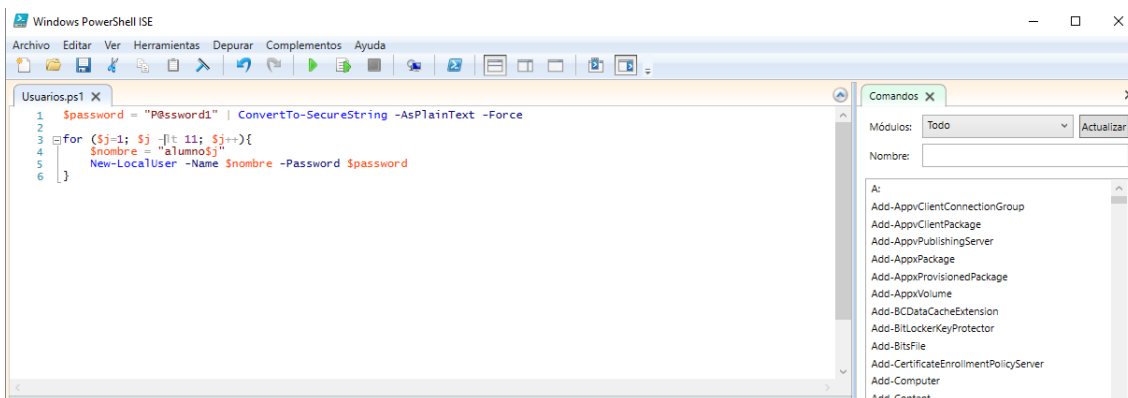 Windows PowerShell ISE
Archivo Editar Ver Herramientas Depurar Complementos Ayuda
Usuarios.ps1 X
1 $password = "P@ssword1" | ConvertTo-SecureString -AsPlainText -Force
2
3 for ($j=1; $j -lt 11; $j++){
4 $nombre = "alumno$j"
5 New-LocalUser -Name $nombre -Password $password
6 }
Comandos X
Módulos: Todo Actualizar
Nombre:
A:
Add-AppvClientConnectionGroup
Add-AppvClientPackage
Add-AppvPublishingServer
Add-AppxPackage
Add-AppxProvisionedPackage
Add-AppxVolume
Add-BCDataCacheExtension
Add-BitLockerKeyProtector
Add-BitsFile
Add-CertificateEnrollmentPolicyServer
Add-Computer
Add-Content